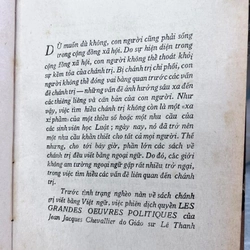 DÙ muốn dù không, con người cũng phải sống
trong cộng đồng xã hội. Do sự hiện diện trong
cộng đồng xã hội, con người không thể thoát khỏi
sự kềm tỏa của chánh trị. Bị chánh trị chi phối, con
người không thể đóng vai bàng quan trước các vấn
đề chánh trị — những vấn đề ảnh hưởng sâu xa đến
các thiêng liêng và căn bản của con người. Như vậy,
tìm hiểu chánh trị không còn là một «xa
xỉ phẩm» của một thiểu số hoặc một nhu cầu của
các sinh viên học Luật; ngày nay, nó đã trở nên
một nhu cầu khẩn thiết cho tất cả mọi người. Thế
nhưng, cho tới bây giờ, phần lớn các sách về chánh
trị đều viết bằng ngoại ngữ. Do đó, các giới
không am tường ngoại ngữ gặp rất nhiều trở ngại,
trong việc tìm hiểu các vấn đề liên quan đến chánh
trị.
Trước tình trạng nghèo nàn về sách chánh
trị viết bằng Việt ngữ, việc phiên dịch quyển LES
GRANDES OEUVRES POLITIQUES của
Jean Jacques Chevallier do Giáo sư Lê Thanh